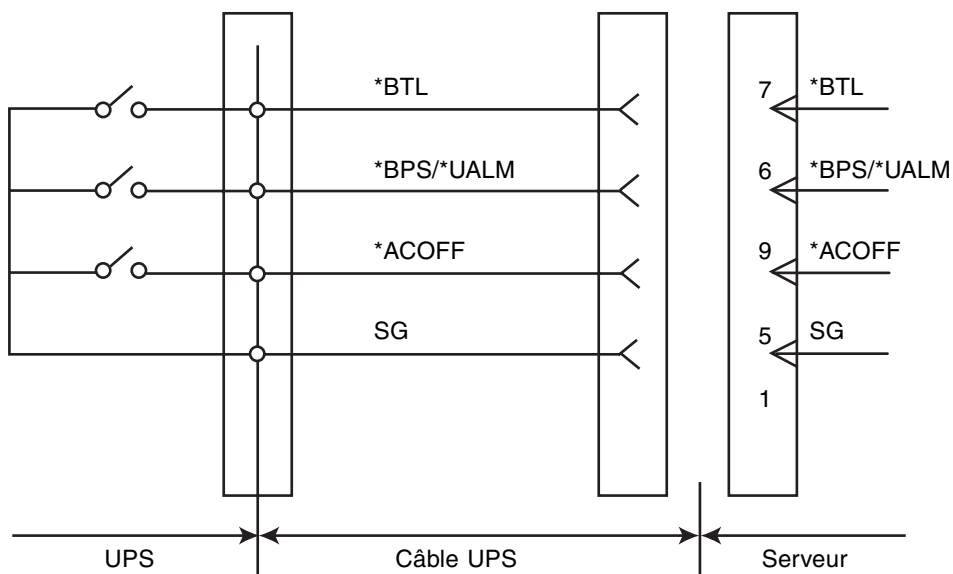 *BTL 7 *BTL
*BPS/*UALM 6 *BPS/*UALM
*ACOFF 9 *ACOFF
SG 5 SG
1
UPS Câble UPS Serveur